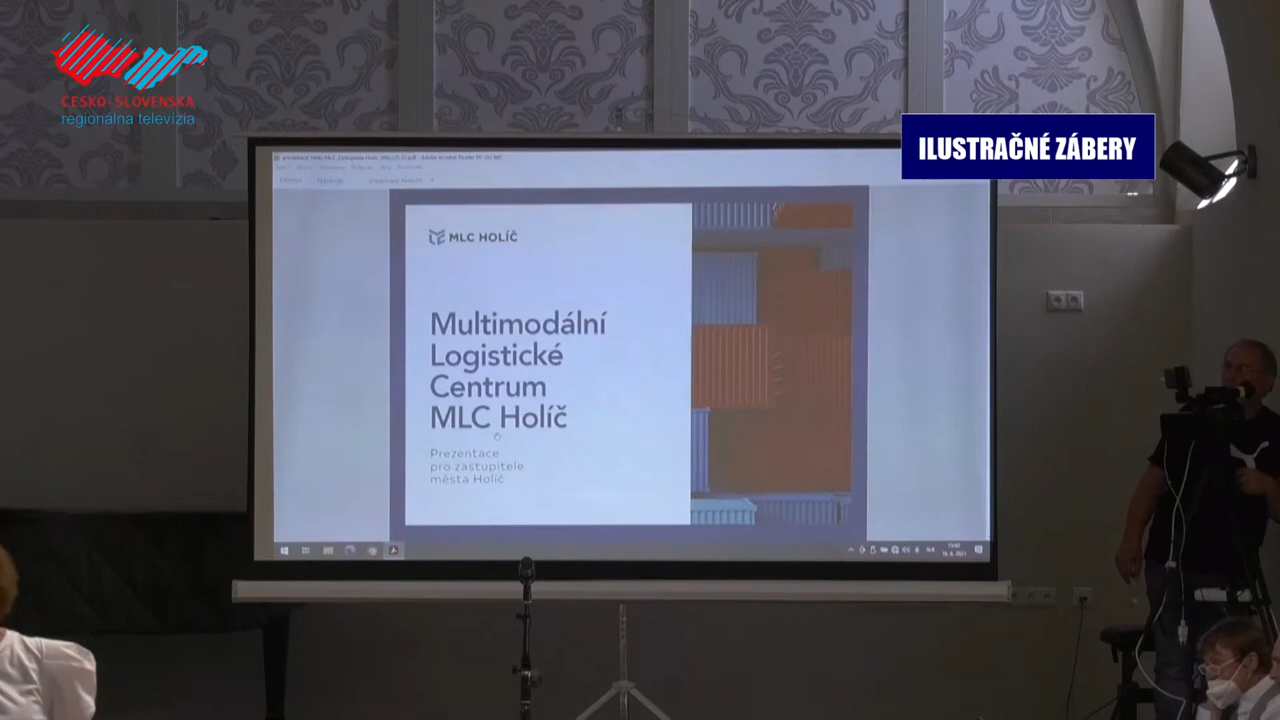 ČESKO-SLOVENSKÁ
regionálna televízia
ILUSTRAČNÉ ZÁBERY
MLC HOLÍČ
Multimodální
Logistické
Centrum
MLC Holíč
Prezentace
pro zastupitele
města Holíč